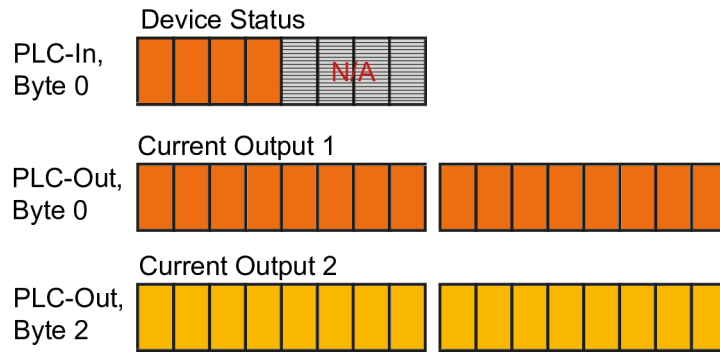 Device Status
PLC-In,
Byte 0
N/A
Current Output 1
PLC-Out,
Byte 0
Current Output 2
PLC-Out,
Byte 2